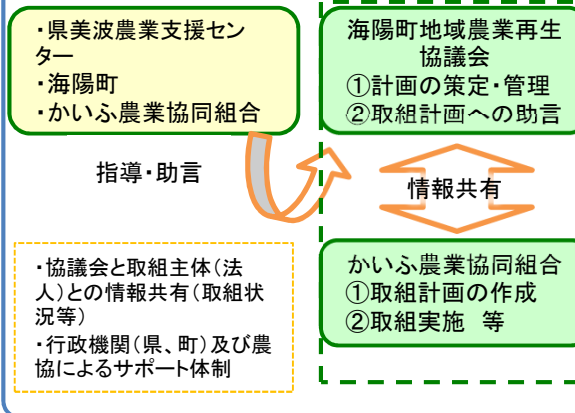 ・県美波農業支援セン
ター
・海陽町
・かいふ農業協同組合
海陽町地域農業再生
協議会
①計画の策定・管理
②取組計画への助言
指導・助言
情報共有
・協議会と取組主体(法
人)との情報共有(取組状
況等)
・行政機関(県、町)及び農
協によるサポート体制
かいふ農業協同組合
①取組計画の作成
②取組実施 等